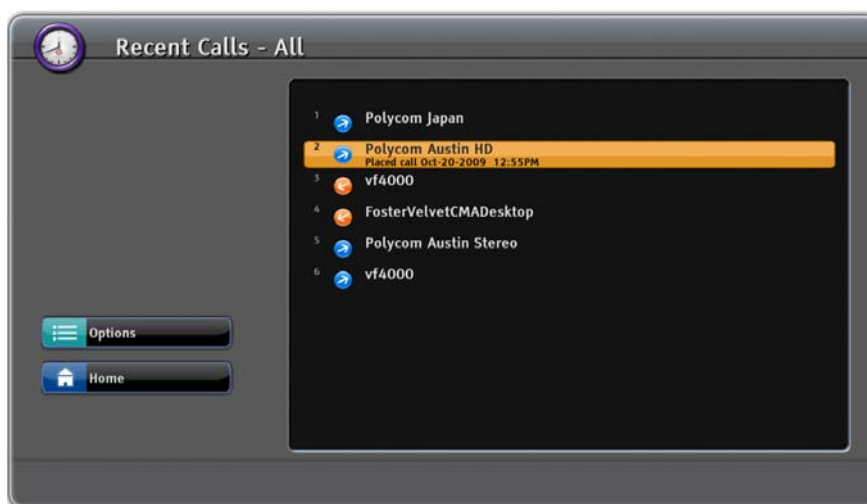 Recent Calls - All
1 Polycom Japan
2 Polycom Austin HD
Placed call Oct-20-2009 12:55PM
3 vf4000
4 FosterVelvetCMADesktop
5 Polycom Austin Stereo
6 vf4000
Options
Home